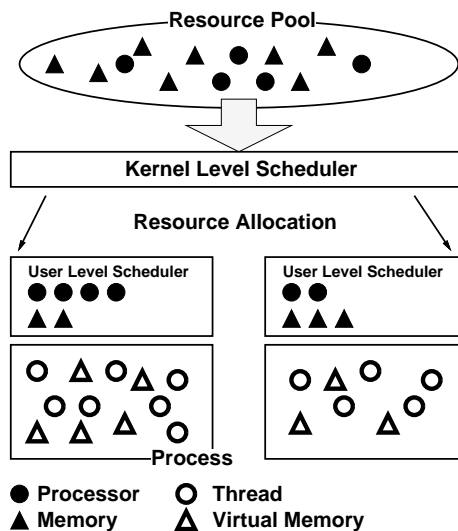 Resource Pool
Kernel Level Scheduler
Resource Allocation
User Level Scheduler
User Level Scheduler
Process
Processor
Thread
Memory
Virtual Memory